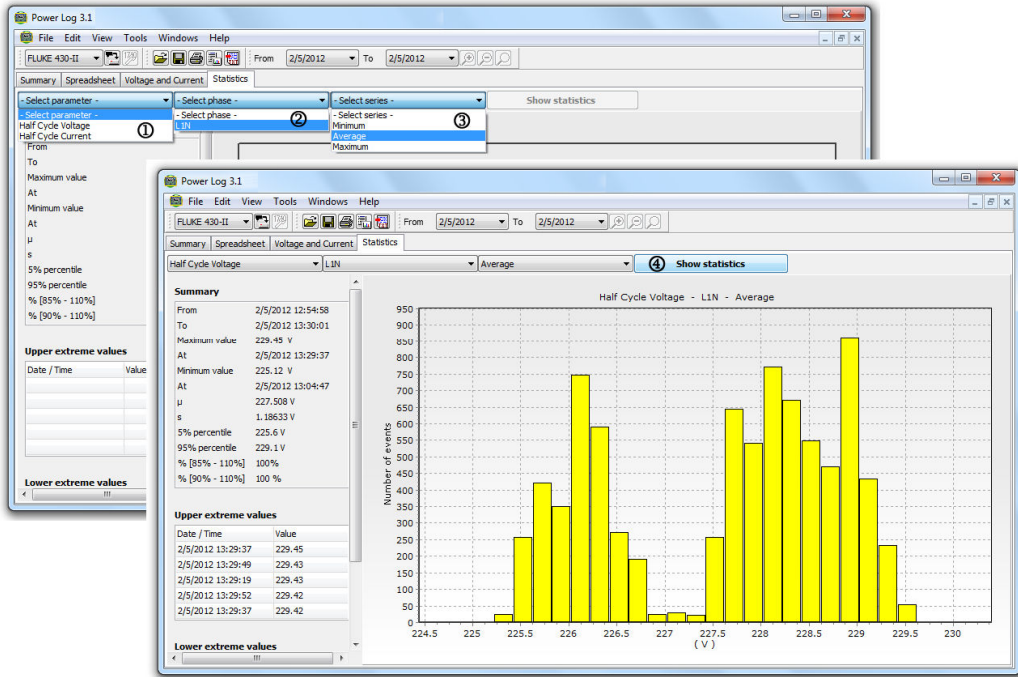 Power Log 3.1
File Edit View Tools Windows Help
FLUKE 430-II From 2/5/2012 To 2/5/2012
Summary Spreadsheet Voltage and Current Statistics
- Select parameter - - Select phase - - Select series - Show statistics
- Select parameter - - Select phase - ② - Select series - ③
Half Cycle Voltage ① L1N Minimum
Half Cycle Current Average
Maximum
From
To
Maximum value
At
Minimum value
At
μ
s
5% percentile
95% percentile
% [85% - 110%]
% [90% - 110%]
Upper extreme values
Date / Time Value
Lower extreme values
Power Log 3.1
File Edit View Tools Windows Help
FLUKE 430-II From 2/5/2012 To 2/5/2012
Summary Spreadsheet Voltage and Current Statistics
Half Cycle Voltage L1N Average ④ Show statistics
Summary
From 2/5/2012 12:54:58
To 2/5/2012 13:30:01
Maximum value 229.45 V
At 2/5/2012 13:29:37
Minimum value 225.12 V
At 2/5/2012 13:04:47
μ 227.508 V
s 1.18633 V
5% percentile 225.6 V
95% percentile 229.1 V
% [85% - 110%] 100%
% [90% - 110%] 100 %
Upper extreme values
Date / Time Value
2/5/2012 13:29:37 229.45
2/5/2012 13:29:49 229.43
2/5/2012 13:29:19 229.43
2/5/2012 13:29:52 229.42
2/5/2012 13:29:37 229.42
Lower extreme values
Half Cycle Voltage - L1N - Average
Number of events
950
900
850
800
750
700
650
600
550
500
450
400
350
300
250
200
150
100
50
0
224.5 225 225.5 226 226.5 227 227.5 228 228.5 229 229.5 230
( V )